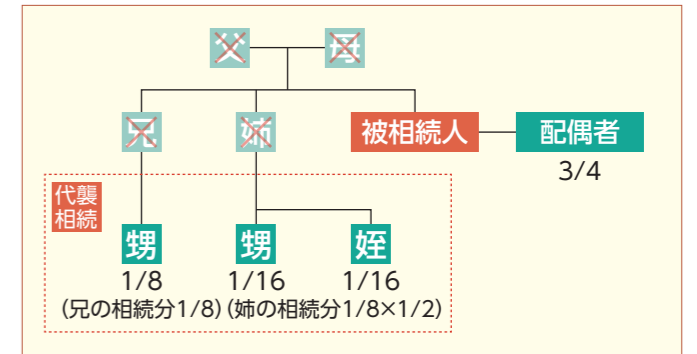 父 母
兄 姉 被相続人 配偶者
3/4
代襲
相続
甥 甥 姪
1/8 1/16 1/16
(兄の相続分1/8) (姉の相続分1/8×1/2)